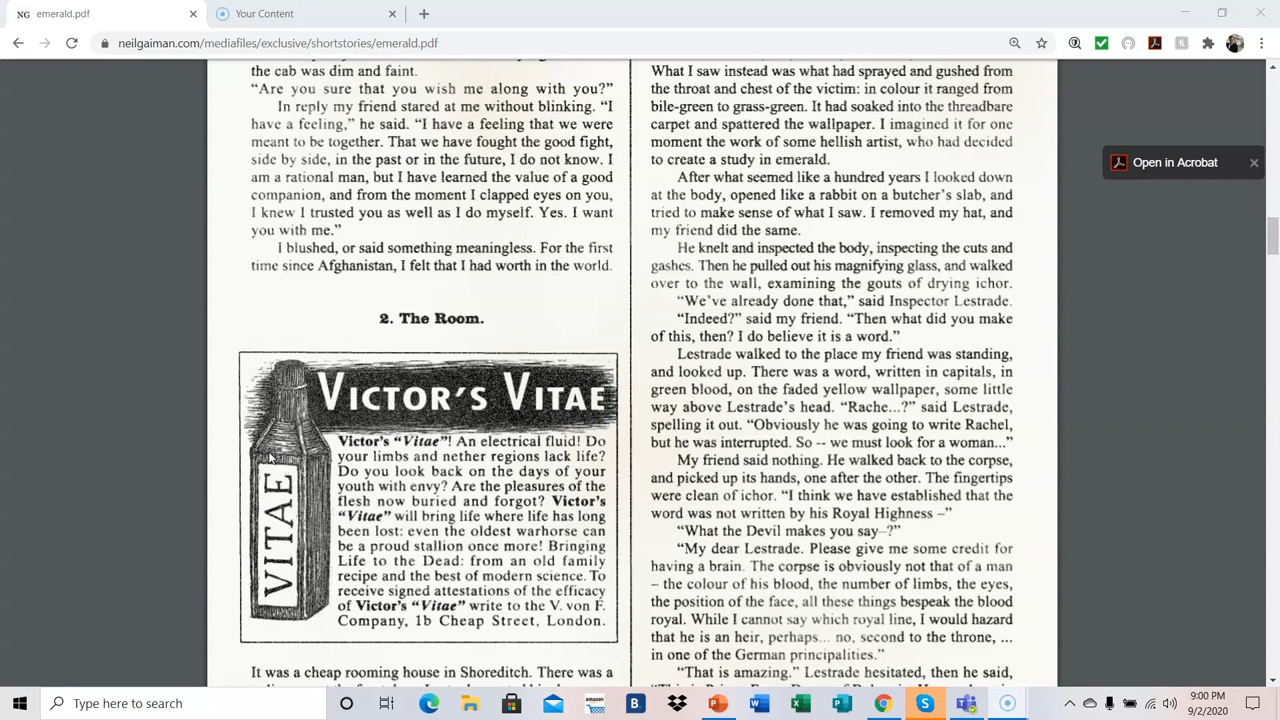 emerald.pdf
Your Content
neilgaiman.com/mediafiles/exclusive/shortstories/emerald.pdf
Open in Acrobat
the cab was dim and faint.
"Are you sure that you wish me along with you?"
In reply my friend stared at me without blinking. "I
have a feeling," he said. "I have a feeling that we were
meant to be together. That we have fought the good fight,
side by side, in the past or in the future, I do not know. I
am a rational man, but I have learned the value of a good
companion, and from the moment I clapped eyes on you,
I knew I trusted you as well as I do myself. Yes. I want
you with me."
I blushed, or said something meaningless. For the first
time since Afghanistan, I felt that I had worth in the world.
2. The Room.
VICTOR'S VITAE
VITAE
Victor's "Vitae"! An electrical fluid! Do
your limbs and nether regions lack life?
Do you look back on the days of your
youth with envy? Are the pleasures of the
flesh now buried and forgot? Victor's
"Vitae" will bring life where life has long
been lost: even the oldest warhorse can
be a proud stallion once more! Bringing
Life to the Dead: from an old family
recipe and the best of modern science. To
receive signed attestations of the efficacy
of Victor's "Vitae" write to the V. von F.
Company, 1b Cheap Street, London.
It was a cheap rooming house in Shoreditch. There was a
What I saw instead was what had sprayed and gushed from
the throat and chest of the victim: in colour it ranged from
bile-green to grass-green. It had soaked into the threadbare
carpet and spattered the wallpaper. I imagined it for one
moment the work of some hellish artist, who had decided
to create a study in emerald.
After what seemed like a hundred years I looked down
at the body, opened like a rabbit on a butcher's slab, and
tried to make sense of what I saw. I removed my hat, and
my friend did the same.
He knelt and inspected the body, inspecting the cuts and
gashes. Then he pulled out his magnifying glass, and walked
over to the wall, examining the gouts of drying ichor.
"We've already done that," said Inspector Lestrade.
"Indeed?" said my friend. "Then what did you make
of this, then? I do believe it is a word."
Lestrade walked to the place my friend was standing,
and looked up. There was a word, written in capitals, in
green blood, on the faded yellow wallpaper, some little
way above Lestrade's head. "Rache...?" said Lestrade,
spelling it out. "Obviously he was going to write Rachel,
but he was interrupted. So -- we must look for a woman..."
My friend said nothing. He walked back to the corpse,
and picked up its hands, one after the other. The fingertips
were clean of ichor. "I think we have established that the
word was not written by his Royal Highness –"
"What the Devil makes you say–?"
"My dear Lestrade. Please give me some credit for
having a brain. The corpse is obviously not that of a man
– the colour of his blood, the number of limbs, the eyes,
the position of the face, all these things bespeak the blood
royal. While I cannot say which royal line, I would hazard
that he is an heir, perhaps... no, second to the throne, ...
in one of the German principalities."
"That is amazing." Lestrade hesitated, then he said,
Type here to search
9:00 PM
9/2/2020